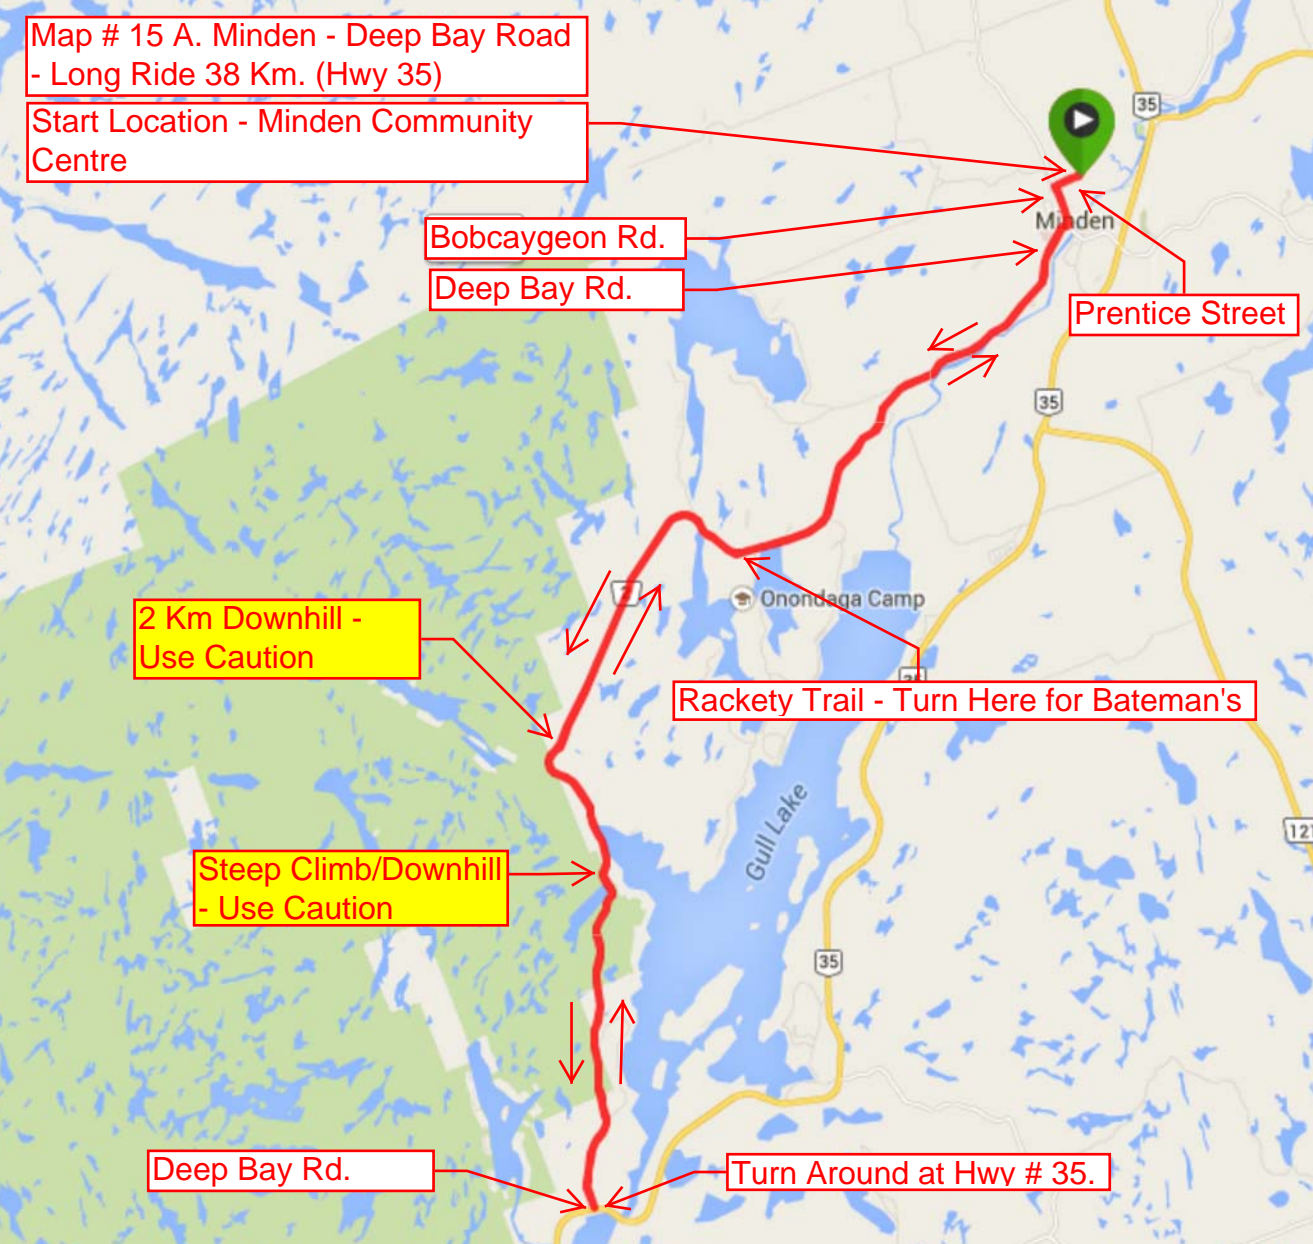 Map # 15 A. Minden - Deep Bay Road
- Long Ride 38 Km. (Hwy 35)
Start Location - Minden Community
Centre
35
Bobcaygeon Rd.
Minden
Deep Bay Rd.
Prentice Street
35
2
Onondaga Camp
2 Km Downhill -
Use Caution
35
Rackety Trail - Turn Here for Bateman's
Gull Lake
121
Steep Climb/Downhill
- Use Caution
35
Deep Bay Rd.
Turn Around at Hwy # 35.